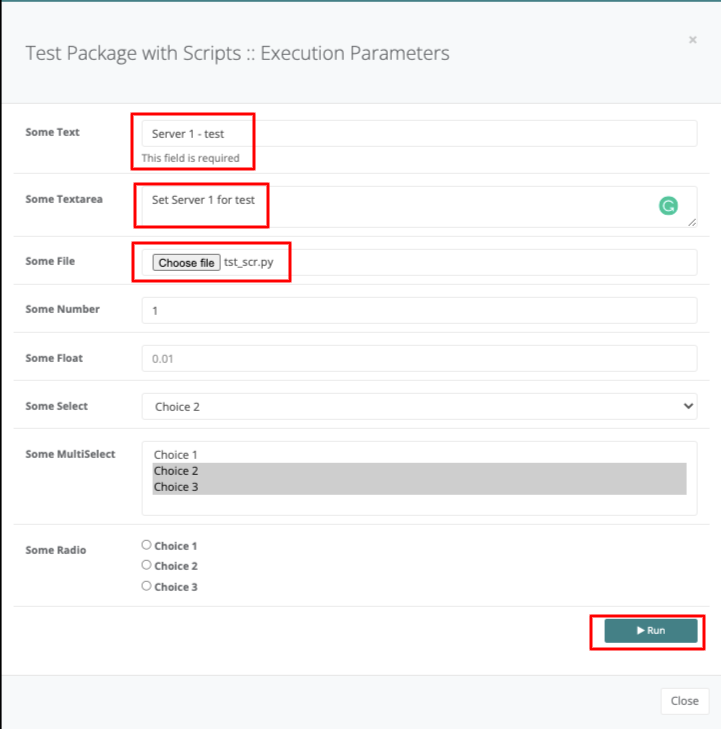 Test Package with Scripts :: Execution Parameters
×
Some Text
Server 1 - test
This field is required
Some Textarea
Set Server 1 for test
Some File
Choose file tst_scr.py
Some Number
1
Some Float
0.01
Some Select
Choice 2
Some MultiSelect
Choice 1
Choice 2
Choice 3
Some Radio
Choice 1
Choice 2
Choice 3
Run
Close